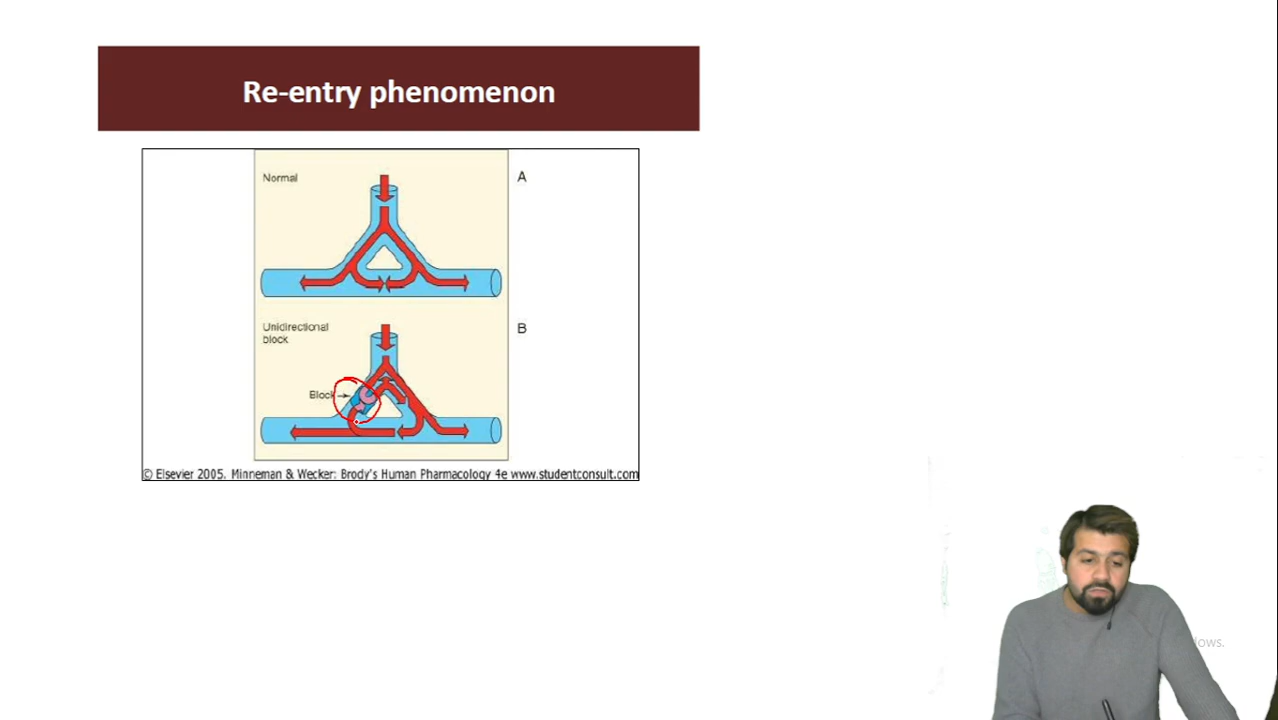 Re-entry phenomenon
Normal
A
Unidirectional
block
B
Block
© Elsevier 2005. Minneman & Wecker: Brody's Human Pharmacology 4e www.studentconsult.com